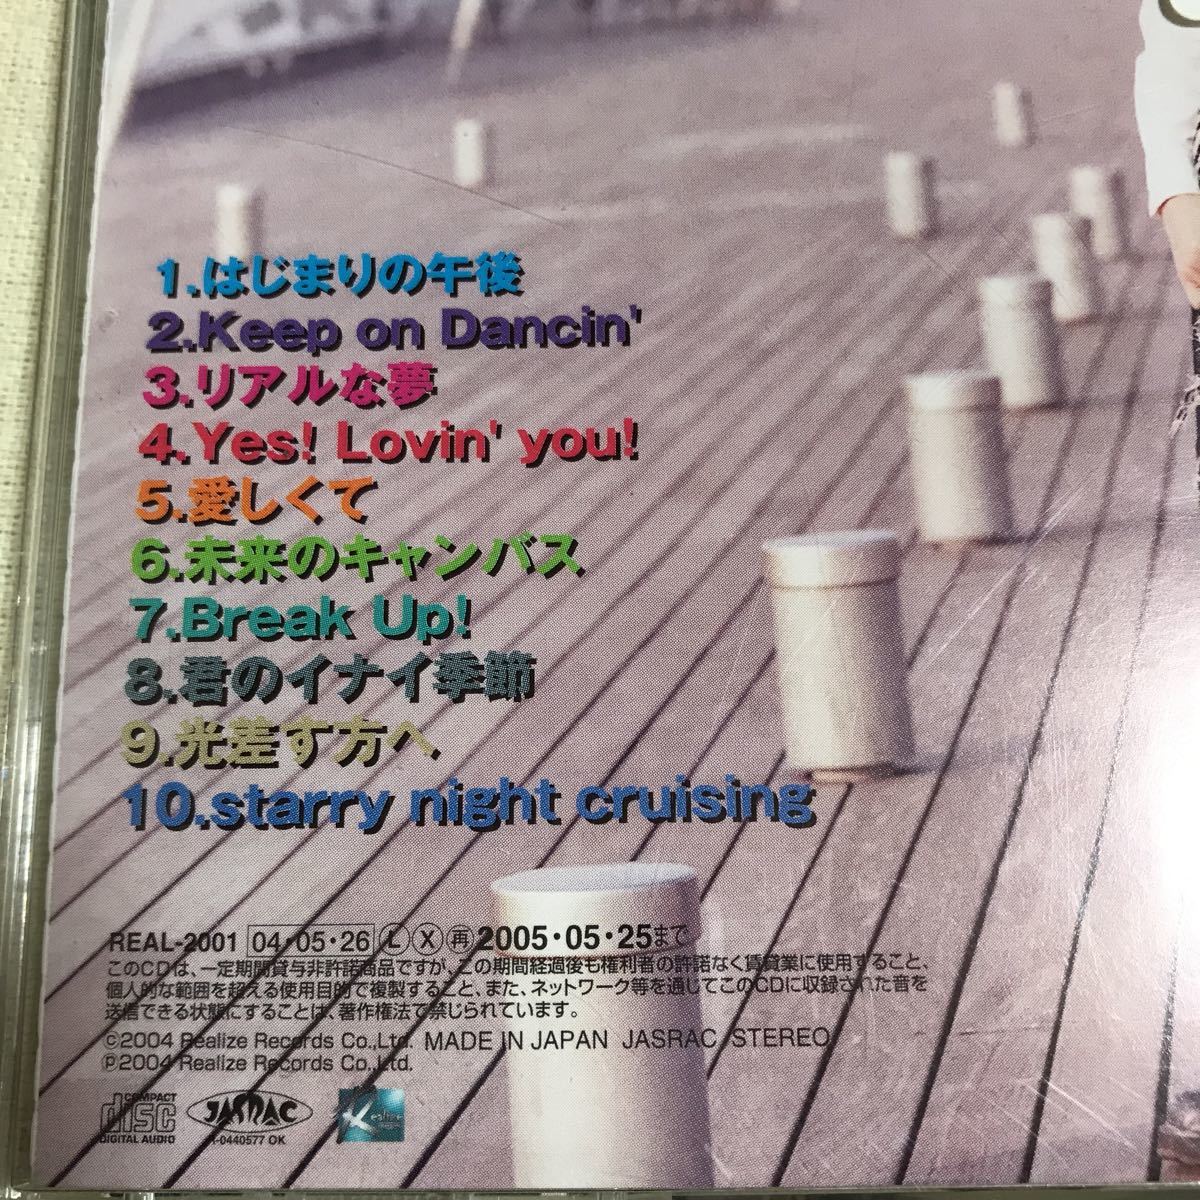 1.はじまりの午後
2.Keep on Dancin'
3.リアルな夢
4.Yes! Lovin' you!
5.愛しくて
6.未来のキャンバス
7.Break Up!
8.君のイナイ季節
9.光差す方へ
10.starry night cruising
REAL-2001 04・05・26 L X 再 2005・05・25まで
このCDは、一定期間貸与非許諾商品ですが、この期間経過後も権利者の許諾なく賃貸業に使用すること、
個人的な範囲を超える使用目的で複製すること、また、ネットワーク等を通じてこのCDに収録された音を
送信できる状態にすることは、著作権法で禁じられています。
©2004 Realize Records Co.,Ltd. MADE IN JAPAN JASRAC STEREO
℗2004 Realize Records Co.,Ltd.
COMPACT
disc
DIGITAL AUDIO
JASRAC
R-0440577 OK
Realize